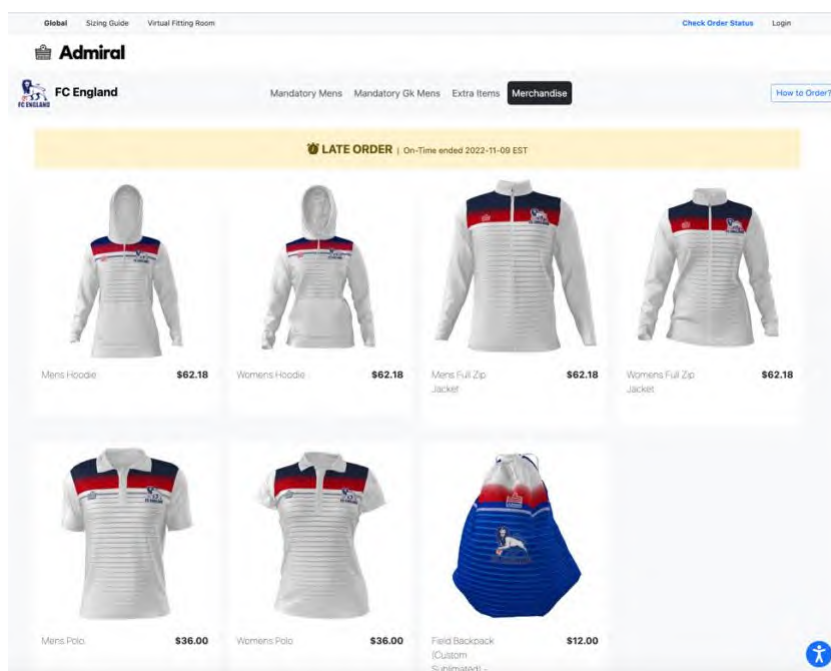 Global Sizing Guide Virtual Fitting Room Check Order Status Login
Admiral
FC ENGLAND
FC England Mandatory Mens Mandatory Gk Mens Extra Items Merchandise How to Order?
LATE ORDER | On-Time ended 2022-11-09 EST
Mens Hoodie $62.18 Womens Hoodie $62.18 Mens Full Zip $62.18 Womens Full Zip $62.18
Jacket Jacket
Mens Polo $36.00 Womens Polo $36.00 Field Backpack $12.00
(Custom
Sublimated) -